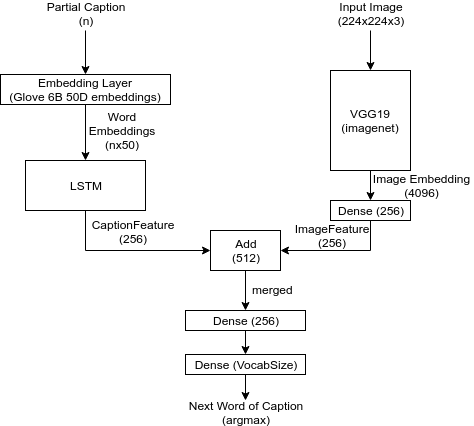 Partial Caption
(n)
Input Image
(224x224x3)
Embedding Layer
(Glove 6B 50D embeddings)
VGG19
(imagenet)
Word
Embeddings
(nx50)
LSTM
Image Embedding
(4096)
Dense (256)
CaptionFeature
(256)
ImageFeature
(256)
Add
(512)
merged
Dense (256)
Dense (VocabSize)
Next Word of Caption
(argmax)